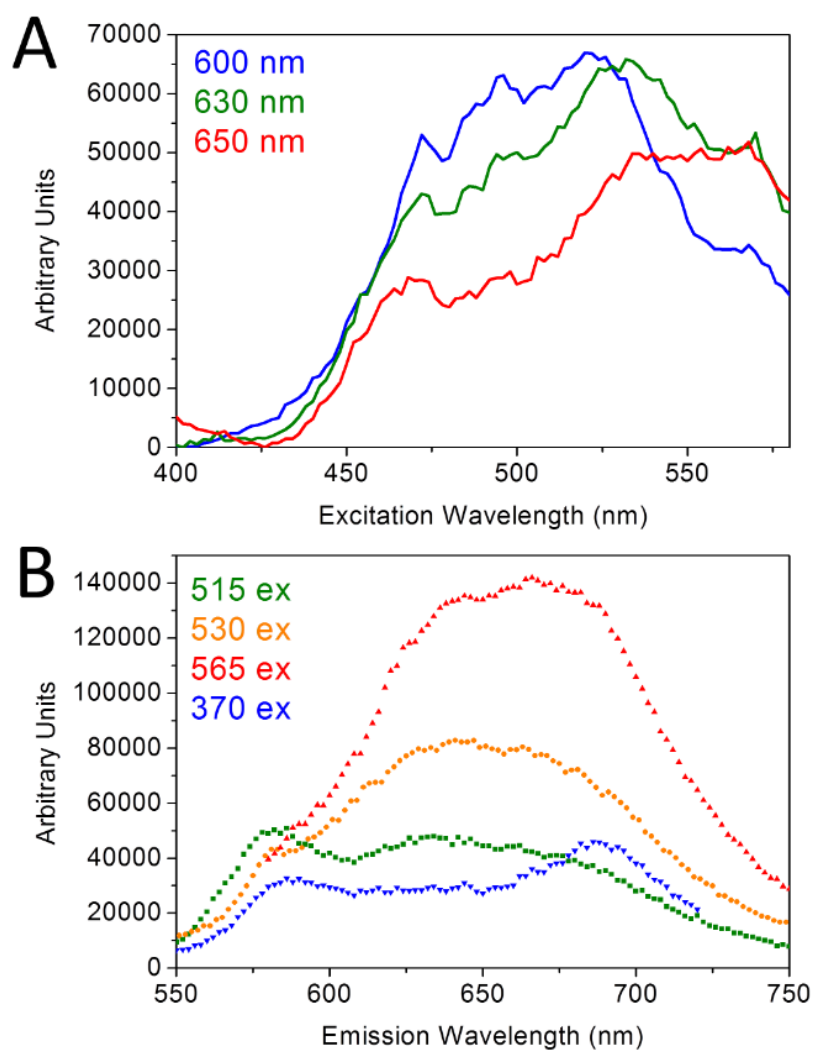 A
70000
60000
50000
40000
30000
20000
10000
0
600 nm
630 nm
650 nm
Arbitrary Units
400
450
500
550
Excitation Wavelength (nm)
B
140000
120000
100000
80000
60000
40000
20000
0
515 ex
530 ex
565 ex
370 ex
Arbitrary Units
550
600
650
700
750
Emission Wavelength (nm)